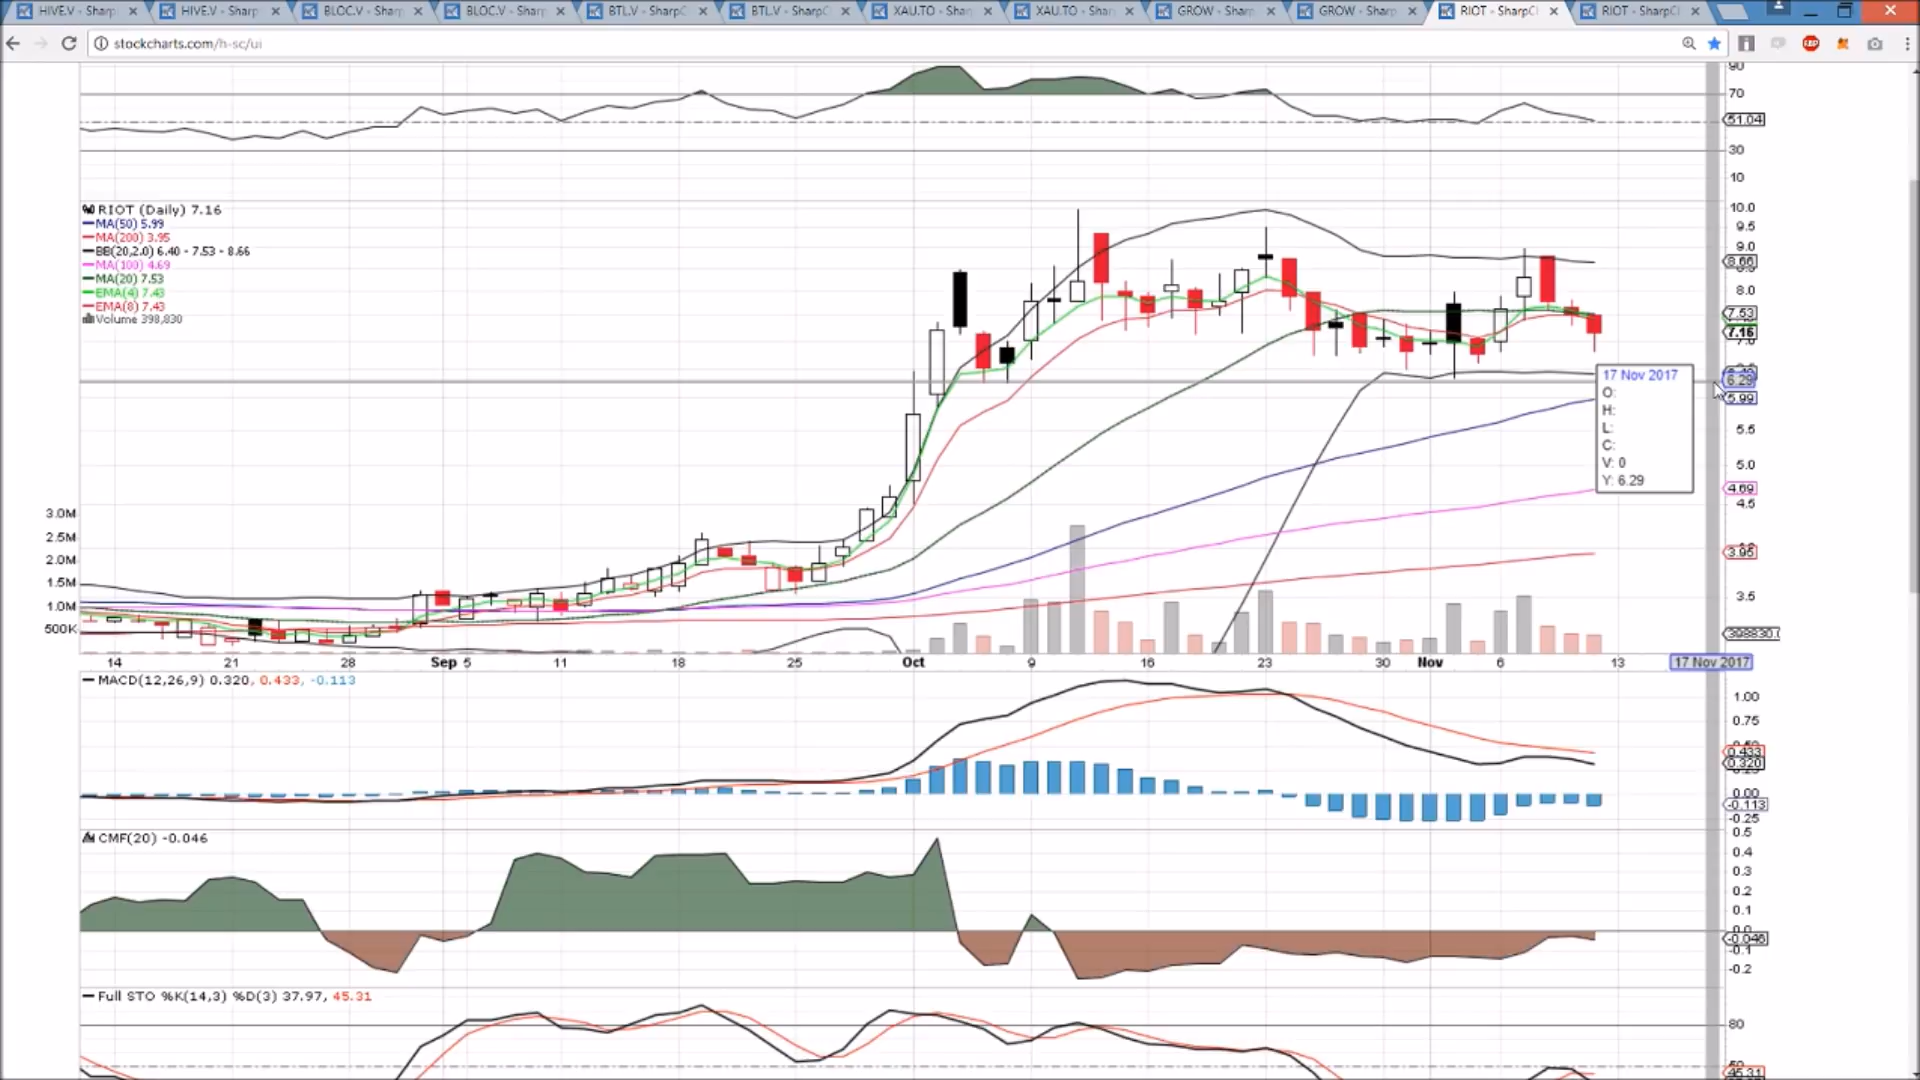 HIVE.V - Sharp
HIVE.V - Sharp
BLOC.V - Sharp
BLOC.V - Sharp
BTL.V - SharpC
BTL.V - SharpC
XAU.TO - Shar
XAU.TO - Shar
GROW - Sharp
GROW - Sharp
RIOT - SharpCl
RIOT - SharpCl
stockcharts.com/h-sc/ui
90
70
51.04
30
10
RIOT (Daily) 7.16
MA(50) 5.99
MA(200) 3.95
BB(20,2.0) 6.40 - 7.53 - 8.66
MA(100) 4.69
MA(20) 7.53
EMA(4) 7.43
EMA(8) 7.43
Volume 398,830
10.0
9.5
9.0
8.66
8.0
7.53
7.16
6.29
5.99
5.5
5.0
4.69
4.5
3.95
3.5
398830.0
17 Nov 2017
O:
H:
L:
C:
V: 0
Y: 6.29
3.0M
2.5M
2.0M
1.5M
1.0M
500K
14 21 28 Sep 5 11 18 25 Oct 9 16 23 30 Nov 6 13 17 Nov 2017
MACD(12,26,9) 0.320, 0.433, -0.113
1.00
0.75
0.433
0.320
0.00
-0.113
-0.25
CMF(20) -0.046
0.5
0.4
0.3
0.2
0.1
-0.046
-0.1
-0.2
Full STO %K(14,3) %D(3) 37.97, 45.31
80
45.31